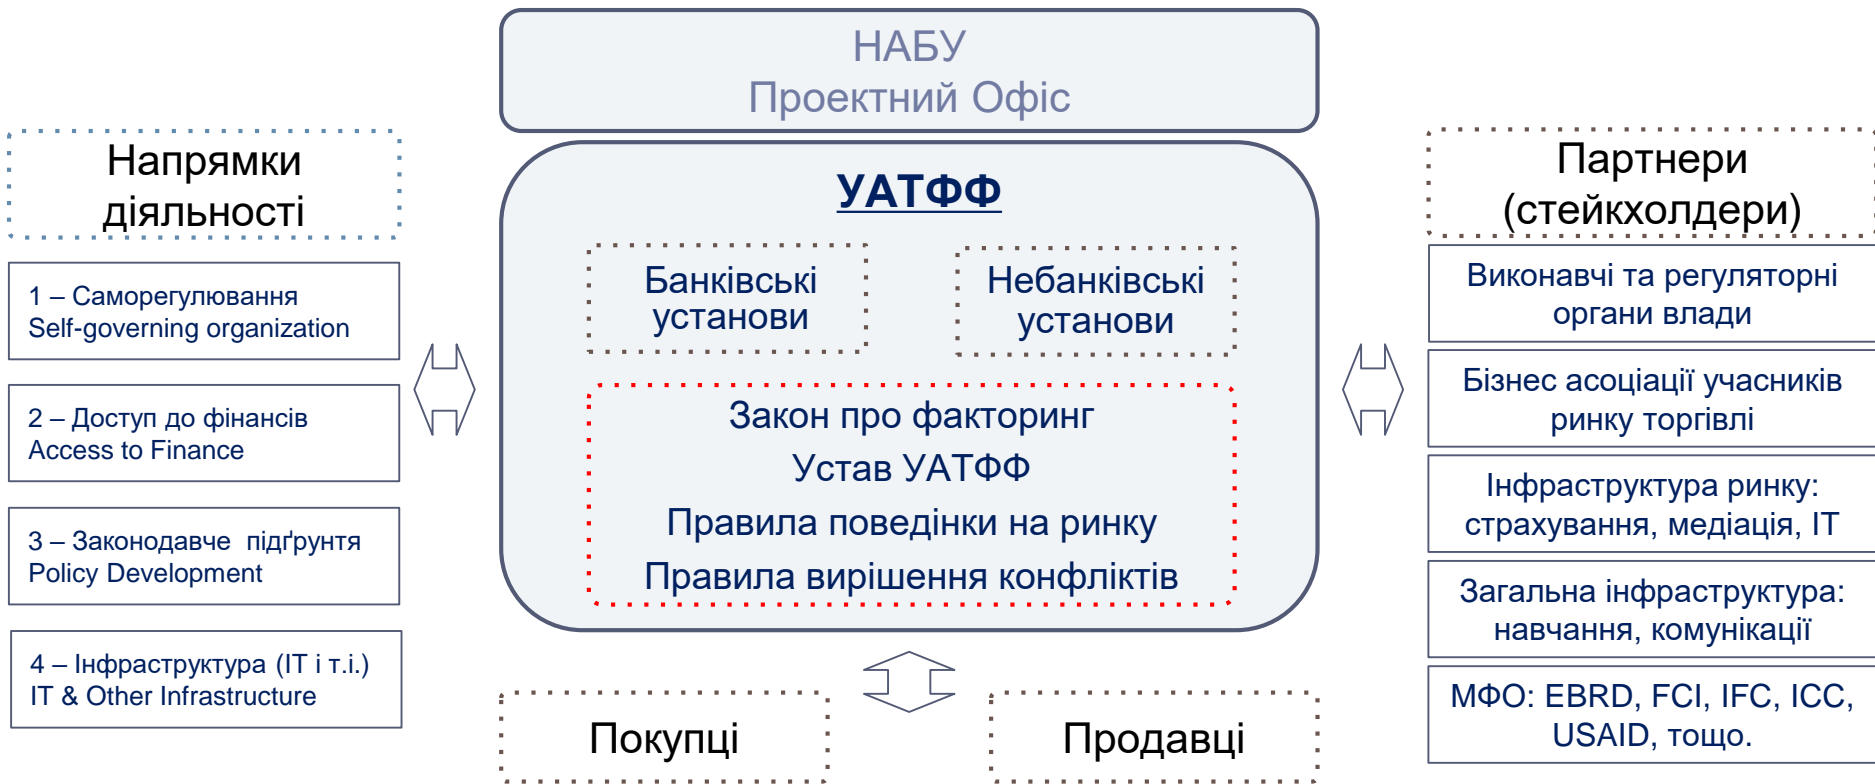 НАБУ
Проектний Офіс
Напрямки
діяльності
1 – Саморегулювання
Self-governing organization
2 – Доступ до фінансів
Access to Finance
3 – Законодавче підґрунтя
Policy Development
4 – Інфраструктура (ІТ і т.і.)
IT & Other Infrastructure
УАТФФ
Банківські
установи
Небанківські
установи
Закон про факторинг
Устав УАТФФ
Правила поведінки на ринку
Правила вирішення конфліктів
Покупці
Продавці
Партнери
(стейкхолдери)
Виконавчі та регуляторні
органи влади
Бізнес асоціації учасників
ринку торгівлі
Інфраструктура ринку:
страхування, медіація, ІТ
Загальна інфраструктура:
навчання, комунікації
МФО: EBRD, FCI, IFC, ICC,
USAID, тощо.